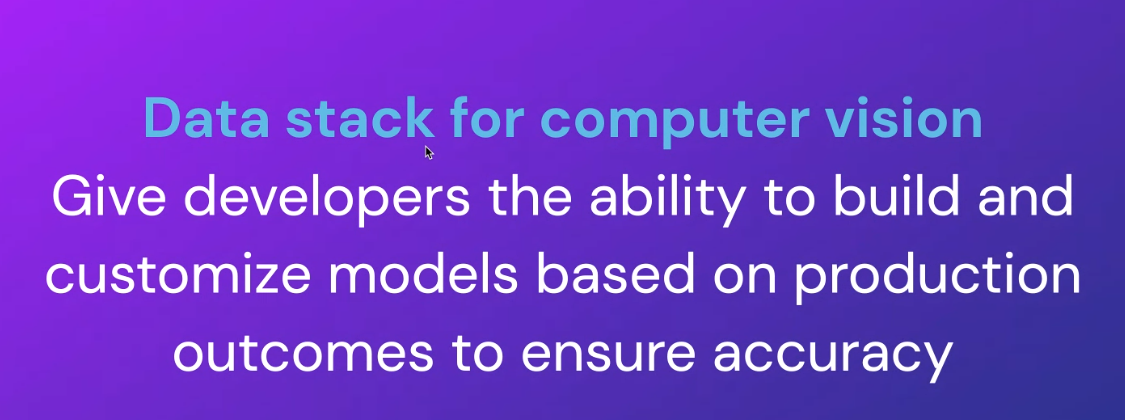 Data stack for computer vision
Give developers the ability to build and
customize models based on production
outcomes to ensure accuracy